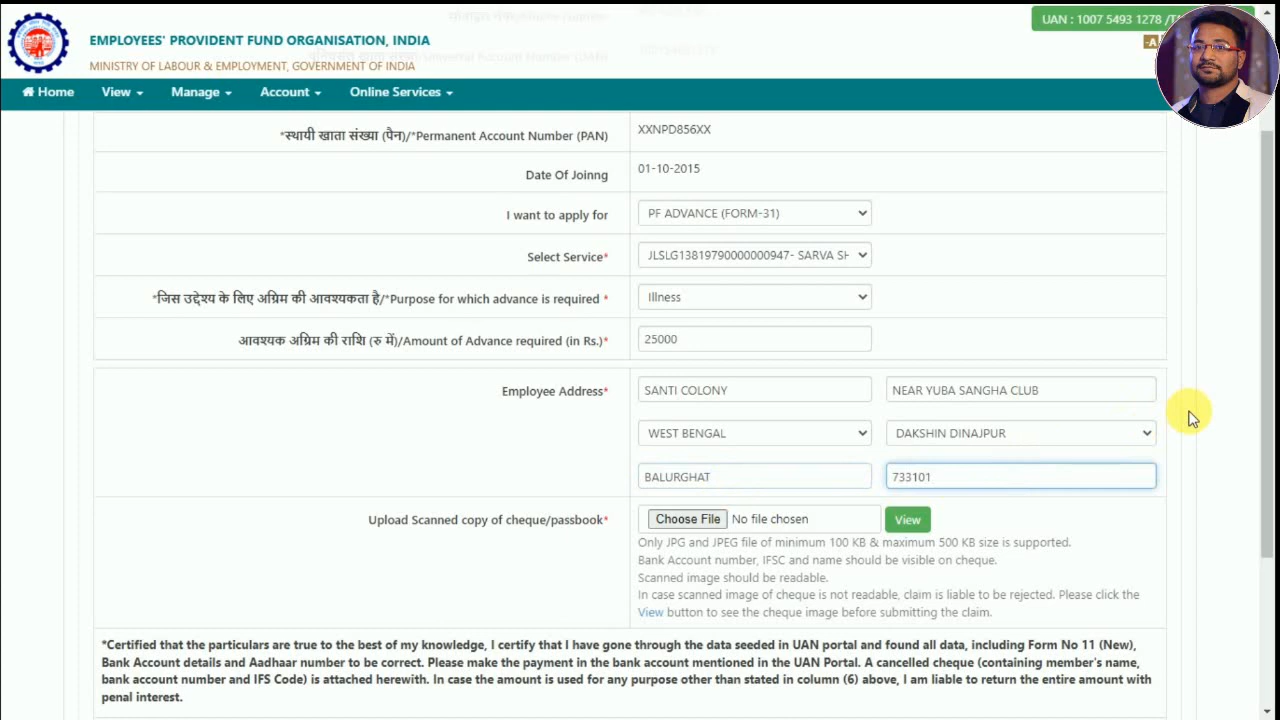 UAN : 1007 5493 1278
EMPLOYEES' PROVIDENT FUND ORGANISATION, INDIA
-A
MINISTRY OF LABOUR & EMPLOYMENT, GOVERNMENT OF INDIA
Home View Manage Account Online Services
*स्थायी खाता संख्या (पैन)/*Permanent Account Number (PAN) XXNPD856XX
Date Of Joinng 01-10-2015
I want to apply for PF ADVANCE (FORM-31)
Select Service* JLSLG13819790000000947- SARVA SH
*जिस उद्देश्य के लिए अग्रिम की आवश्यकता है/*Purpose for which advance is required * Illness
आवश्यक अग्रिम की राशि (रु में)/Amount of Advance required (in Rs.)* 25000
Employee Address* SANTI COLONY NEAR YUBA SANGHA CLUB
WEST BENGAL DAKSHIN DINAJPUR
BALURGHAT 733101
Upload Scanned copy of cheque/passbook* Choose File No file chosen View
Only JPG and JPEG file of minimum 100 KB & maximum 500 KB size is supported.
Bank Account number, IFSC and name should be visible on cheque.
Scanned image should be readable.
In case scanned image of cheque is not readable, claim is liable to be rejected. Please click the
View button to see the cheque image before submitting the claim.
*Certified that the particulars are true to the best of my knowledge, I certify that I have gone through the data seeded in UAN portal and found all data, including Form No 11 (New),
Bank Account details and Aadhaar number to be correct. Please make the payment in the bank account mentioned in the UAN Portal. A cancelled cheque (containing member's name,
bank account number and IFS Code) is attached herewith. In case the amount is used for any purpose other than stated in column (6) above, I am liable to return the entire amount with
penal interest.